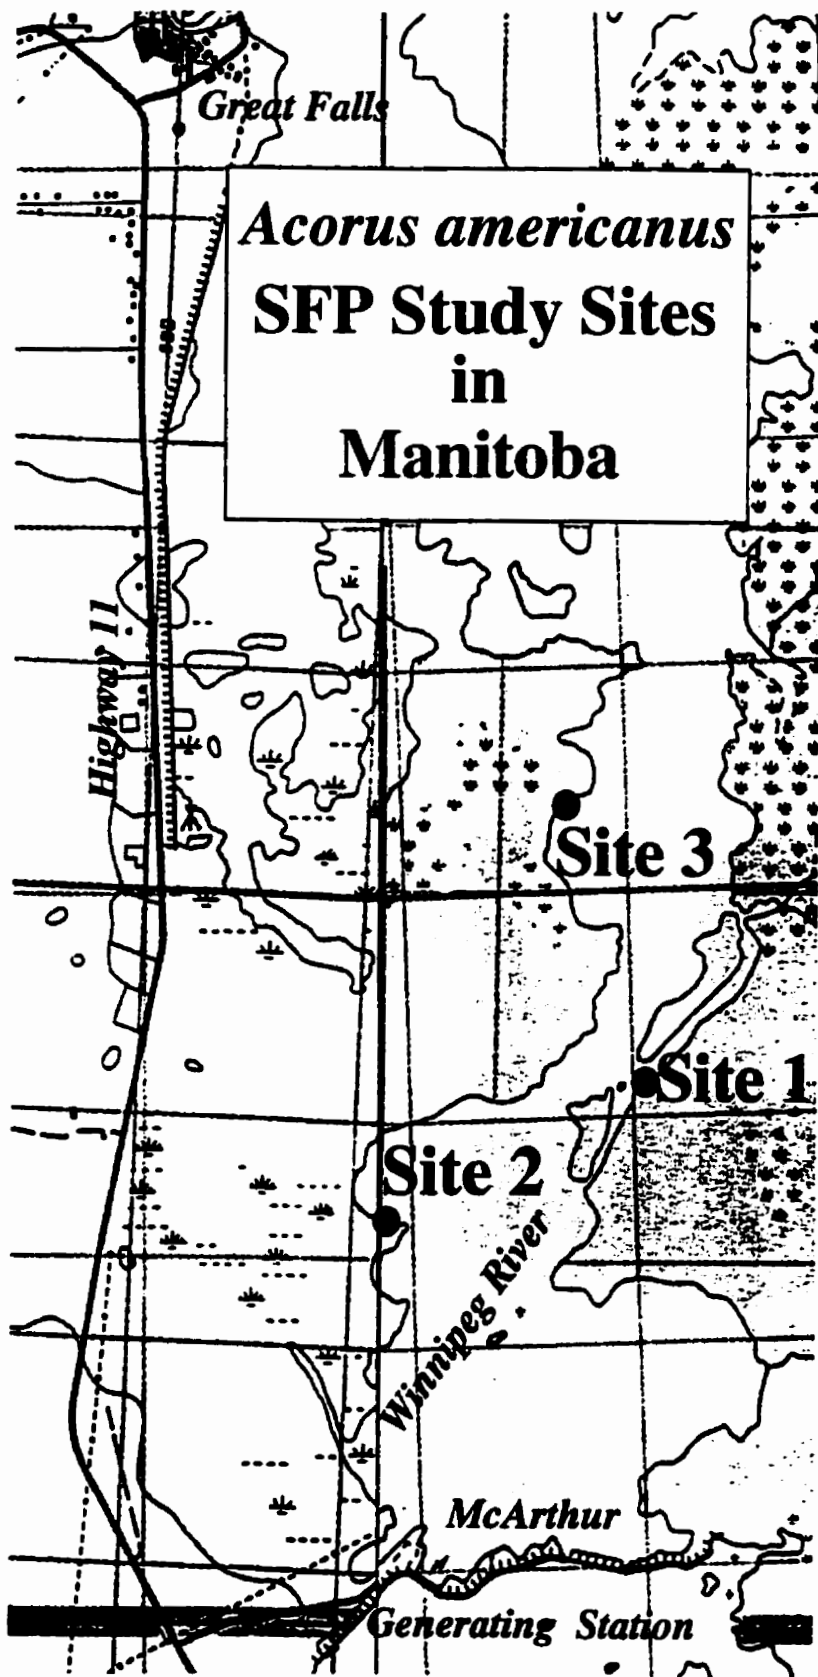 Great Falls
Acorus americanus
SFP Study Sites
in
Manitoba
Highway 11
Site 3
Site 1
Site 2
Winnipeg River
McArthur
Generating Station